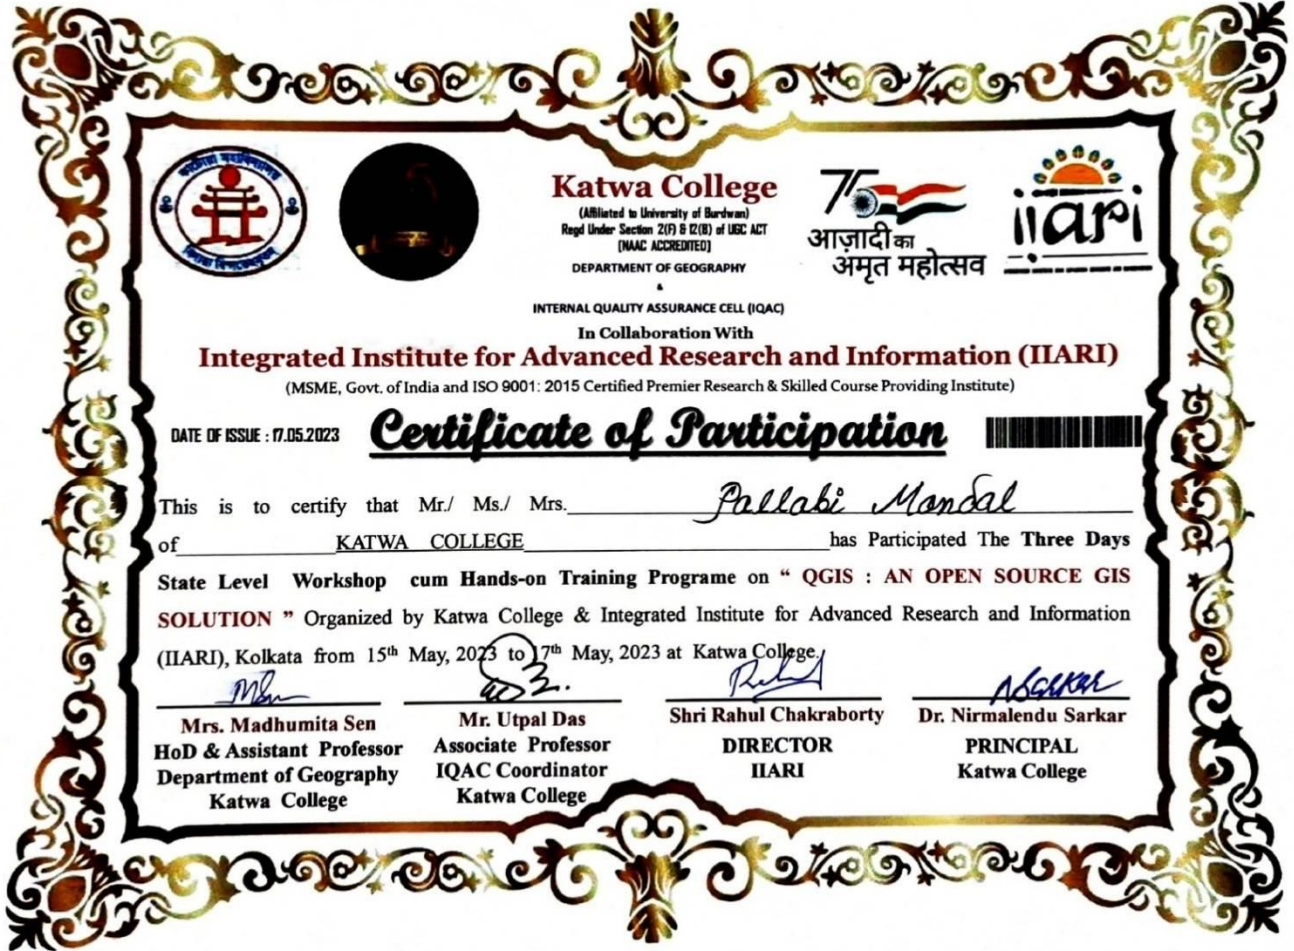 কাটোয়া মহাবিদ্যালয়
Katwa College
(Affiliated to University of Burdwan)
Regd Under Section 2(F) & 12(B) of UGC ACT
[NAAC ACCREDITED]
DEPARTMENT OF GEOGRAPHY
&
INTERNAL QUALITY ASSURANCE CELL (IQAC)
75
आज़ादी का
अमृत महोत्सव
iiari
In Collaboration With
Integrated Institute for Advanced Research and Information (IIARI)
(MSME, Govt. of India and ISO 9001: 2015 Certified Premier Research & Skilled Course Providing Institute)
DATE OF ISSUE : 17.05.2023
Certificate of Participation
This is to certify that Mr./ Ms./ Mrs. Pallabi Mondal
of KATWA COLLEGE has Participated The Three Days
State Level Workshop cum Hands-on Training Programe on “ QGIS : AN OPEN SOURCE GIS
SOLUTION ” Organized by Katwa College & Integrated Institute for Advanced Research and Information
(IIARI), Kolkata from 15th May, 2023 to 17th May, 2023 at Katwa College.
NSarkar
Mrs. Madhumita Sen
HoD & Assistant Professor
Department of Geography
Katwa College
Mr. Utpal Das
Associate Professor
IQAC Coordinator
Katwa College
Shri Rahul Chakraborty
DIRECTOR
IIARI
Dr. Nirmalendu Sarkar
PRINCIPAL
Katwa College